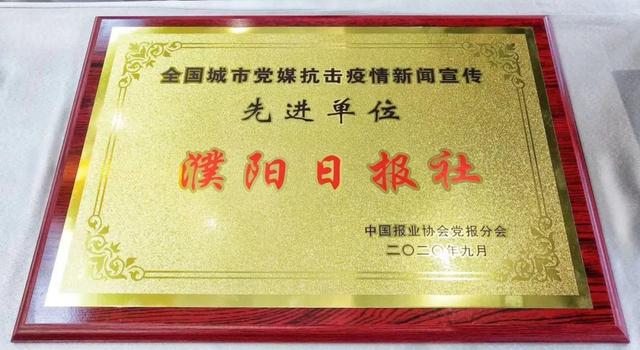 全国城市党媒抗击疫情新闻宣传
先进单位
濮阳日报社
中国报业协会党报分会
二〇二〇年九月